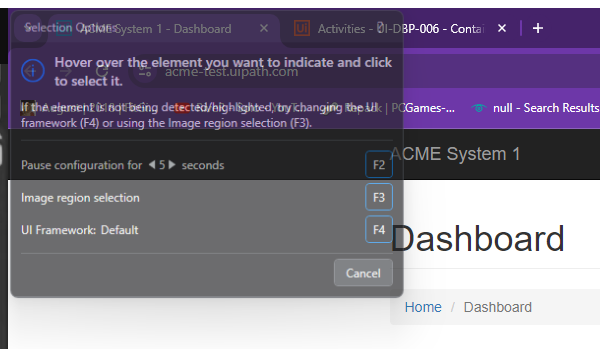 Selection Options
ACME System 1 - Dashboard
Activities - UI-DBP-006 - Contai
Hover over the element you want to indicate and click
to select it.
acme-test.uipath.com
If the element is not being detected/highlighted, try changing the UI
framework (F4) or using the Image region selection (F3).
PCGames-...
null - Search Results
Pause configuration for 5 seconds
F2
ACME System 1
Image region selection
F3
UI Framework: Default
F4
Dashboard
Cancel
Home / Dashboard